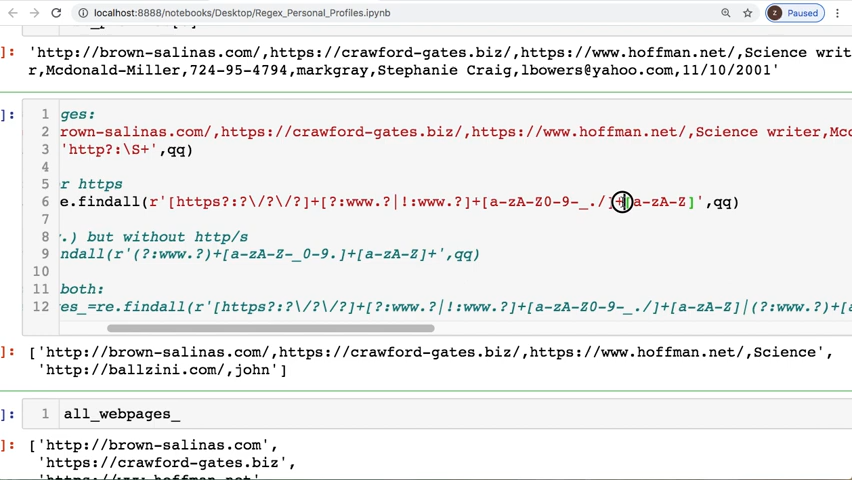 localhost:8888/notebooks/Desktop/Regex_Personal_Profiles.ipynb
Z Paused
]: 'http://brown-salinas.com/,https://crawford-gates.biz/,https://www.hoffman.net/,Science writ
r,Mcdonald-Miller,724-95-4794,markgray,Stephanie Craig,lbowers@yahoo.com,11/10/2001'
]: 1 ges:
2 rown-salinas.com/,https://crawford-gates.biz/,https://www.hoffman.net/,Science writer,Mcd
3 'http?:\S+',qq)
4
5 r https
6 e.findall(r'[https?:?\/?\/?]+[?:www.?|!:www.?]+[a-zA-Z0-9-_./]+[a-zA-Z]',qq)
7
8 .) but without http/s
9 ndall(r'(?:www.?)+[a-zA-Z-_0-9.]+[a-zA-Z]+',qq)
10
11 both:
12 es_=re.findall(r'[https?:?\/?\/?]+[?:www.?|!:www.?]+[a-zA-Z0-9-_./]+[a-zA-Z]|(?:www.?)+[a
]: ['http://brown-salinas.com/,https://crawford-gates.biz/,https://www.hoffman.net/,Science',
'http://ballzini.com/,john']
]: 1 all_webpages_
]: ['http://brown-salinas.com',
'https://crawford-gates.biz',